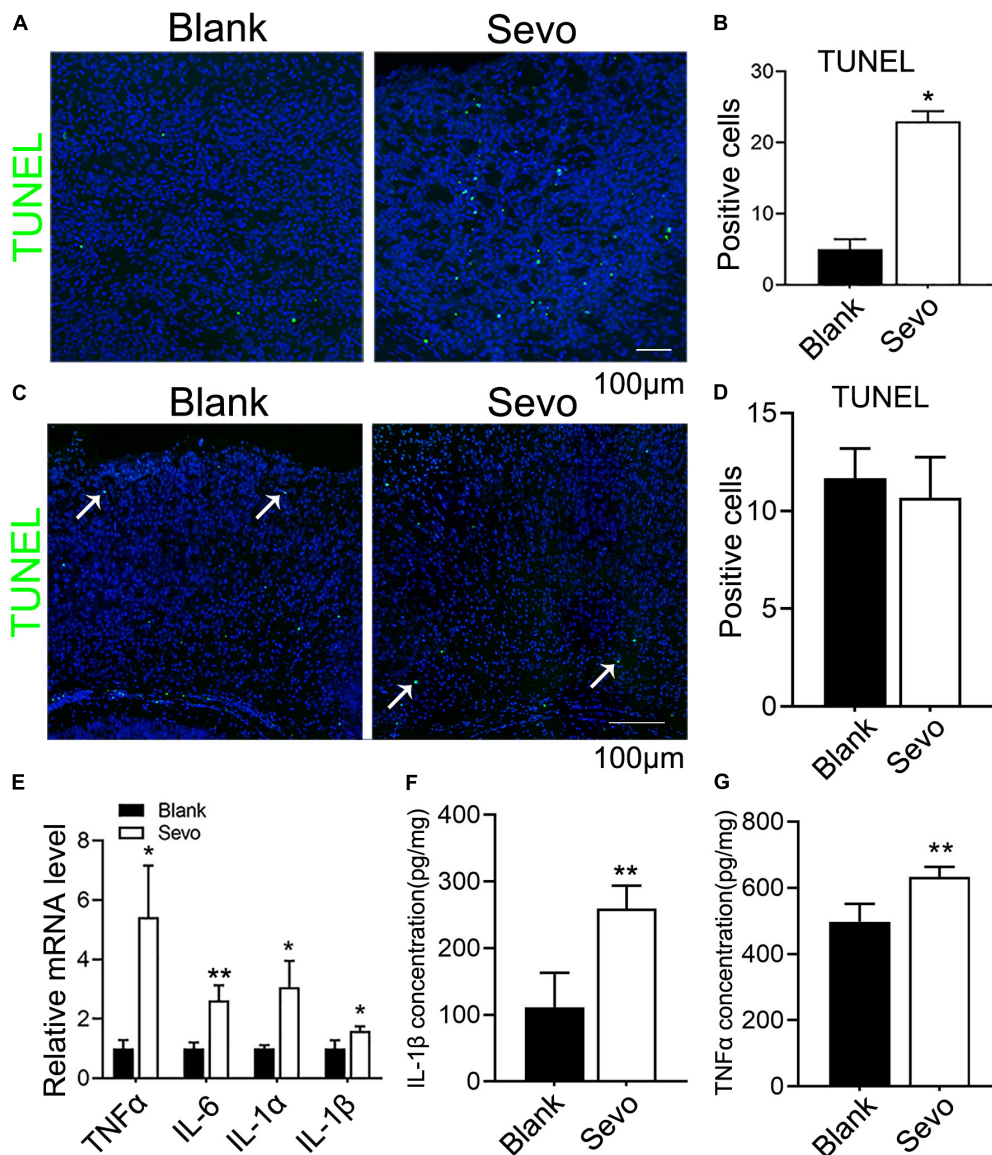 A
Blank
Sevo
TUNEL
100µm
B
TUNEL
Positive cells
30
20
10
0
*
Blank
Sevo
C
Blank
Sevo
TUNEL
100µm
D
TUNEL
Positive cells
15
10
5
0
Blank
Sevo
E
Blank
Sevo
Relative mRNA level
8
6
4
2
0
*
**
*
*
TNFα
IL-6
IL-1α
IL-1β
F
IL-1β concentration(pg/mg)
400
300
200
100
0
**
Blank
Sevo
G
TNFα concentration(pg/mg)
800
600
400
200
0
**
Blank
Sevo